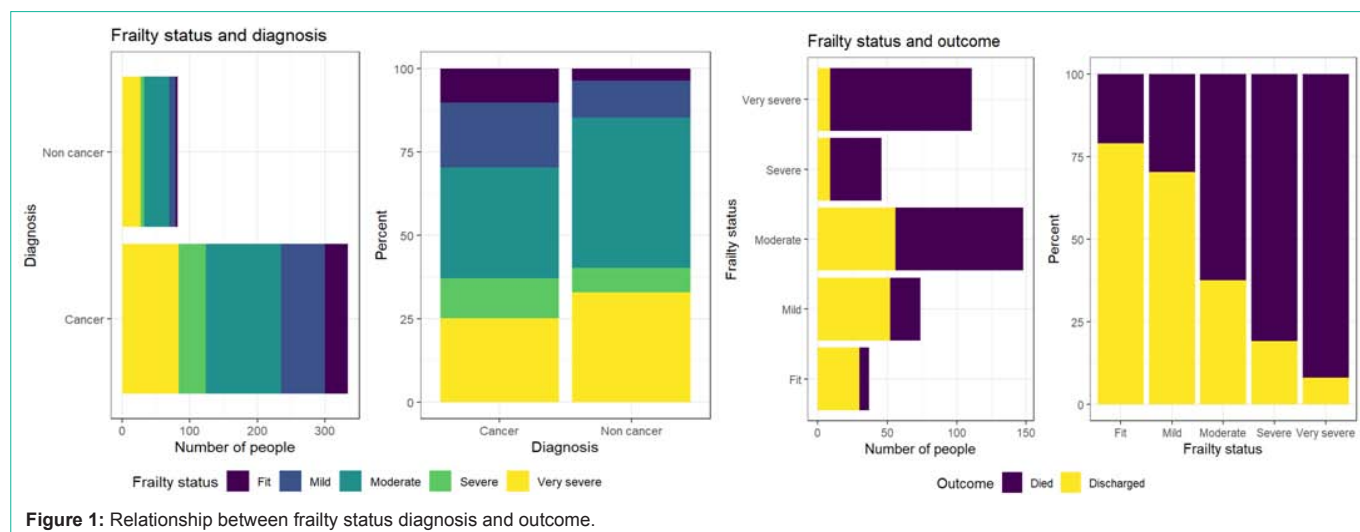 Frailty status and diagnosis
Non cancer
Cancer
Diagnosis
0 100 200 300
Number of people
100
75
50
25
0
Percent
Cancer Non cancer
Diagnosis
Frailty status Fit Mild Moderate Severe Very severe
Frailty status and outcome
Very severe
Severe
Moderate
Mild
Fit
Frailty status
0 50 100 150
Number of people
100
75
50
25
0
Percent
Fit Mild Moderate Severe Very severe
Frailty status
Outcome Died Discharged
Figure 1: Relationship between frailty status diagnosis and outcome.